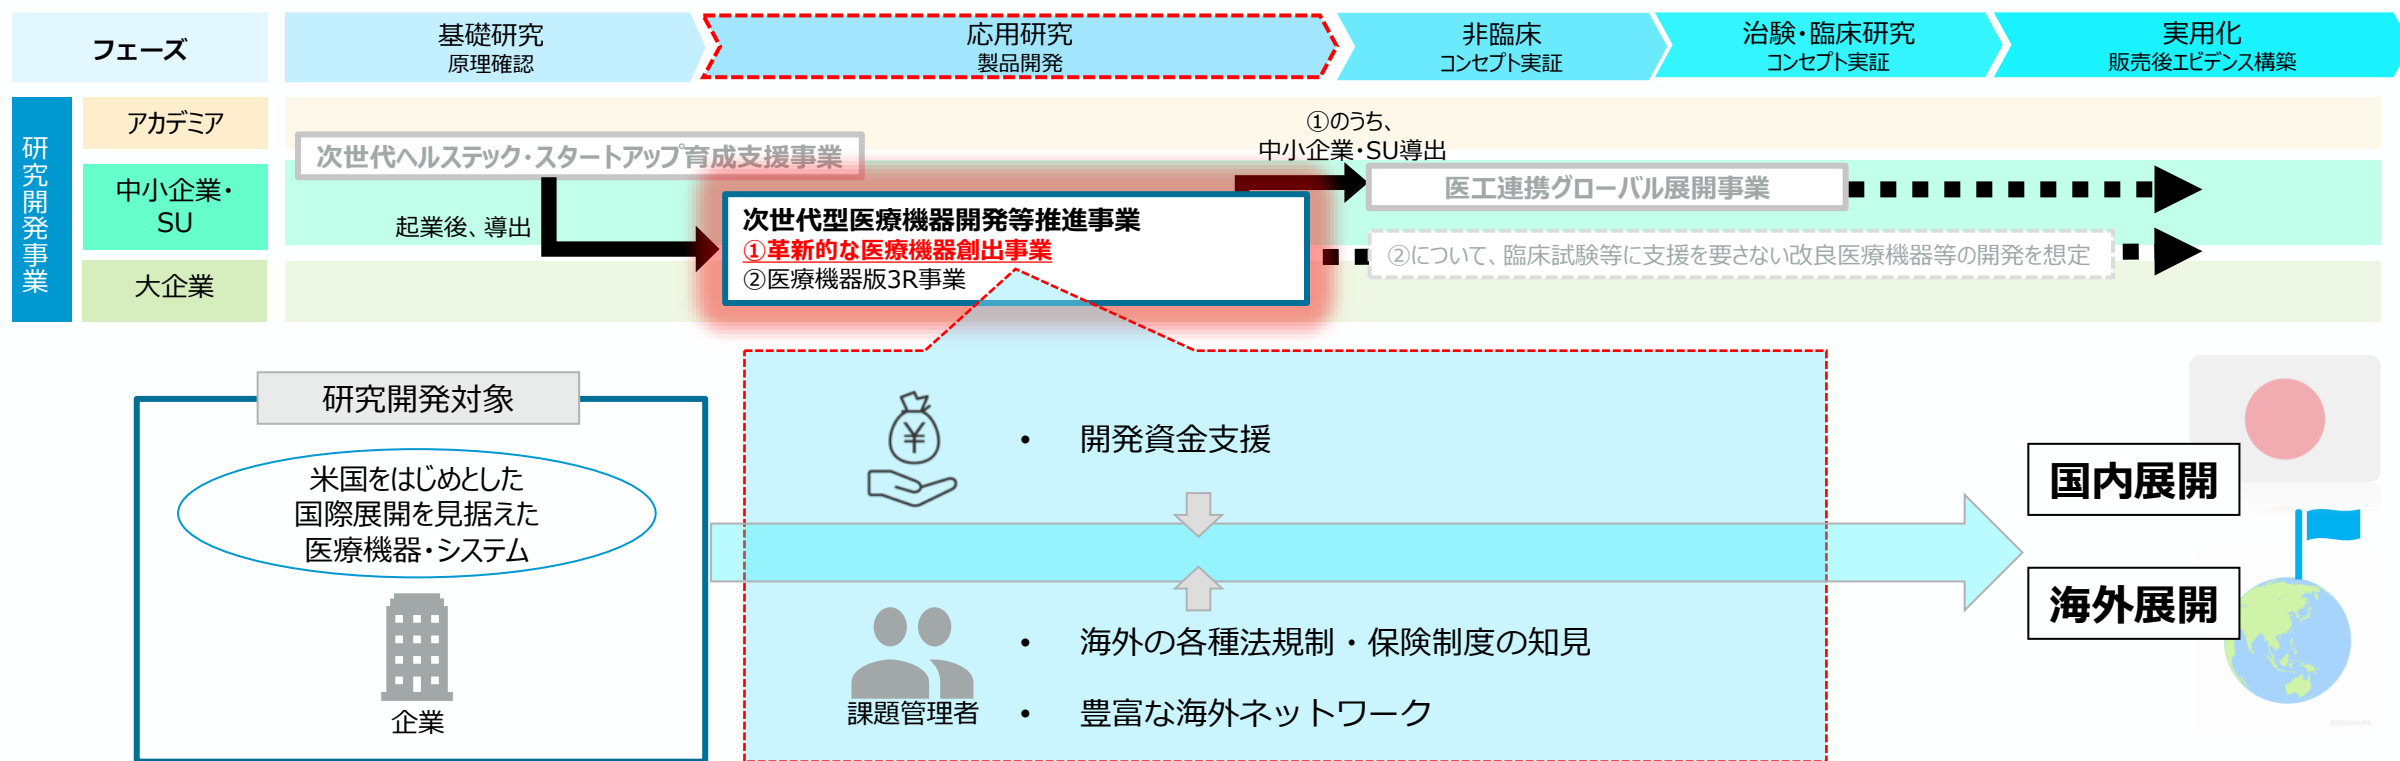 フェーズ
基礎研究
原理確認
応用研究
製品開発
非臨床
コンセプト実証
治験・臨床研究
コンセプト実証
実用化
販売後エビデンス構築
研究開発事業
アカデミア
中小企業・
SU
大企業
次世代ヘルステック・スタートアップ育成支援事業
起業後、導出
次世代型医療機器開発等推進事業
①革新的な医療機器創出事業
②医療機器版3R事業
①のうち、
中小企業・SU導出
医工連携グローバル展開事業
②について、臨床試験等に支援を要さない改良医療機器等の開発を想定
研究開発対象
米国をはじめとした
国際展開を見据えた
医療機器・システム
企業
¥
• 開発資金支援
課題管理者
• 海外の各種法規制・保険制度の知見
• 豊富な海外ネットワーク
国内展開
海外展開